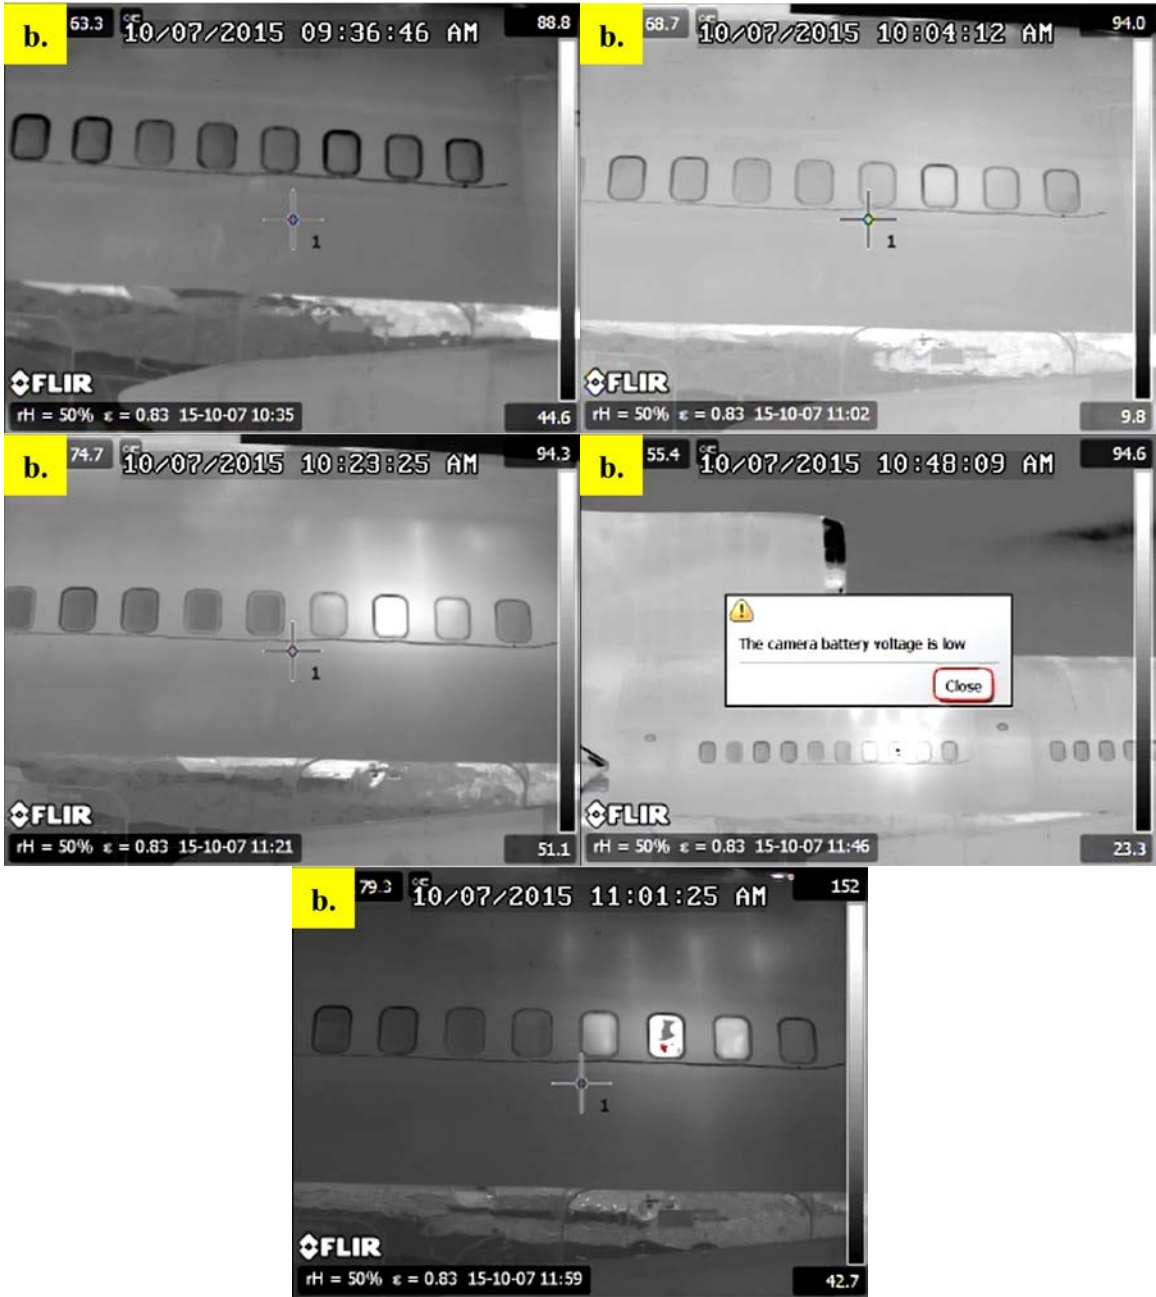 b.
63.3
10/07/2015 09:36:46 AM
88.8
1
FLIR
rH = 50% ε = 0.83 15-10-07 10:35
44.6
b.
68.7
10/07/2015 10:04:12 AM
94.0
1
FLIR
rH = 50% ε = 0.83 15-10-07 11:02
9.8
b.
74.7
10/07/2015 10:23:25 AM
94.3
1
FLIR
rH = 50% ε = 0.83 15-10-07 11:21
51.1
b.
55.4
10/07/2015 10:48:09 AM
94.6
The camera battery voltage is low
Close
FLIR
rH = 50% ε = 0.83 15-10-07 11:46
23.3
b.
79.3
10/07/2015 11:01:25 AM
152
1
FLIR
rH = 50% ε = 0.83 15-10-07 11:59
42.7